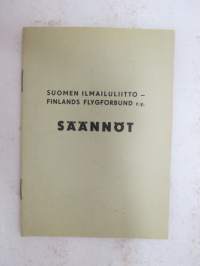 SUOMEN ILMAILULIITTO –
FINLANDS FLYGFÖRBUND r.y.
SÄÄNNÖT